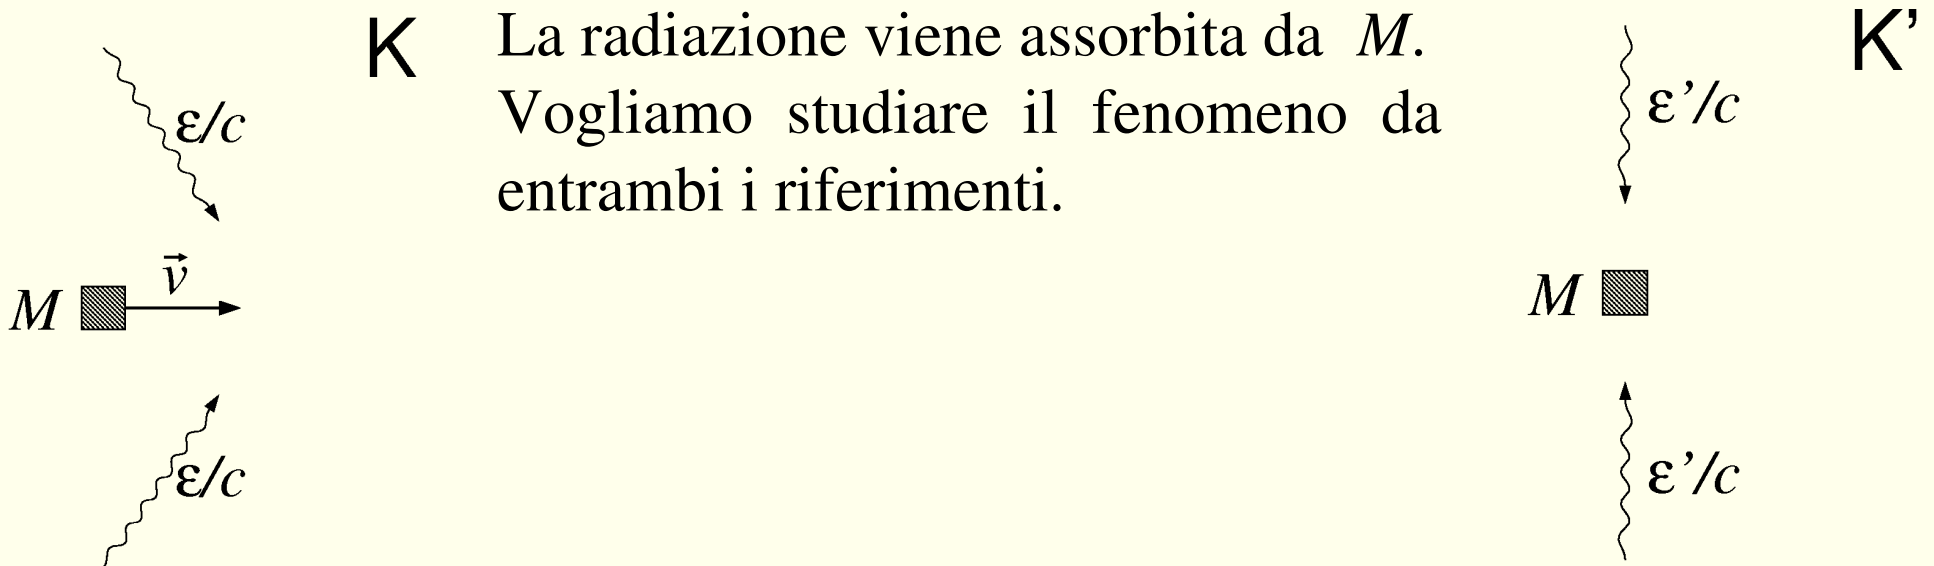 K
La radiazione viene assorbita da M.
Vogliamo studiare il fenomeno da
entrambi i riferimenti.
K’
ε/c
ε’/c
v⃗
M
M
ε/c
ε’/c